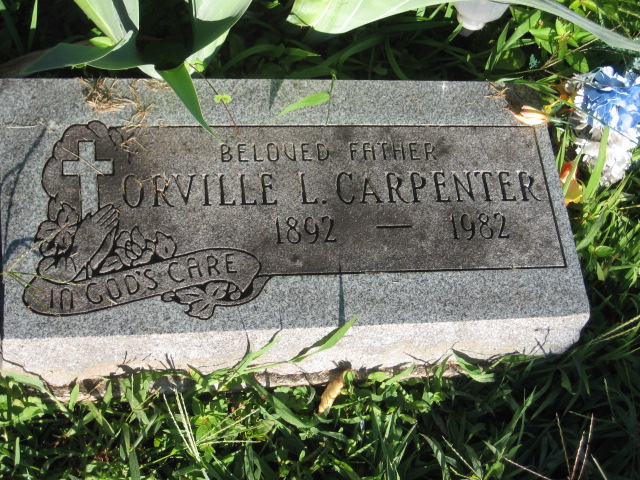 BELOVED FATHER
ORVILLE L. CARPENTER
1892 — 1982
IN GOD'S CARE